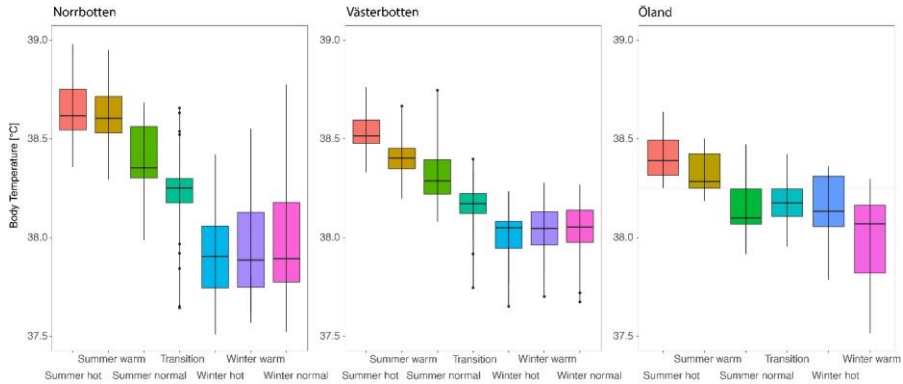 Norrbotten
Västerbotten
Öland
Body Temperature [°C]
39.0
38.5
38.0
37.5
Summer warm Transition Winter warm
Summer hot Summer normal Winter hot Winter normal
39.0
38.5
38.0
37.5
Summer warm Transition Winter warm
Summer hot Summer normal Winter hot Winter normal
39.0
38.5
38.0
37.5
Summer warm Transition Winter warm
Summer hot Summer normal Winter hot